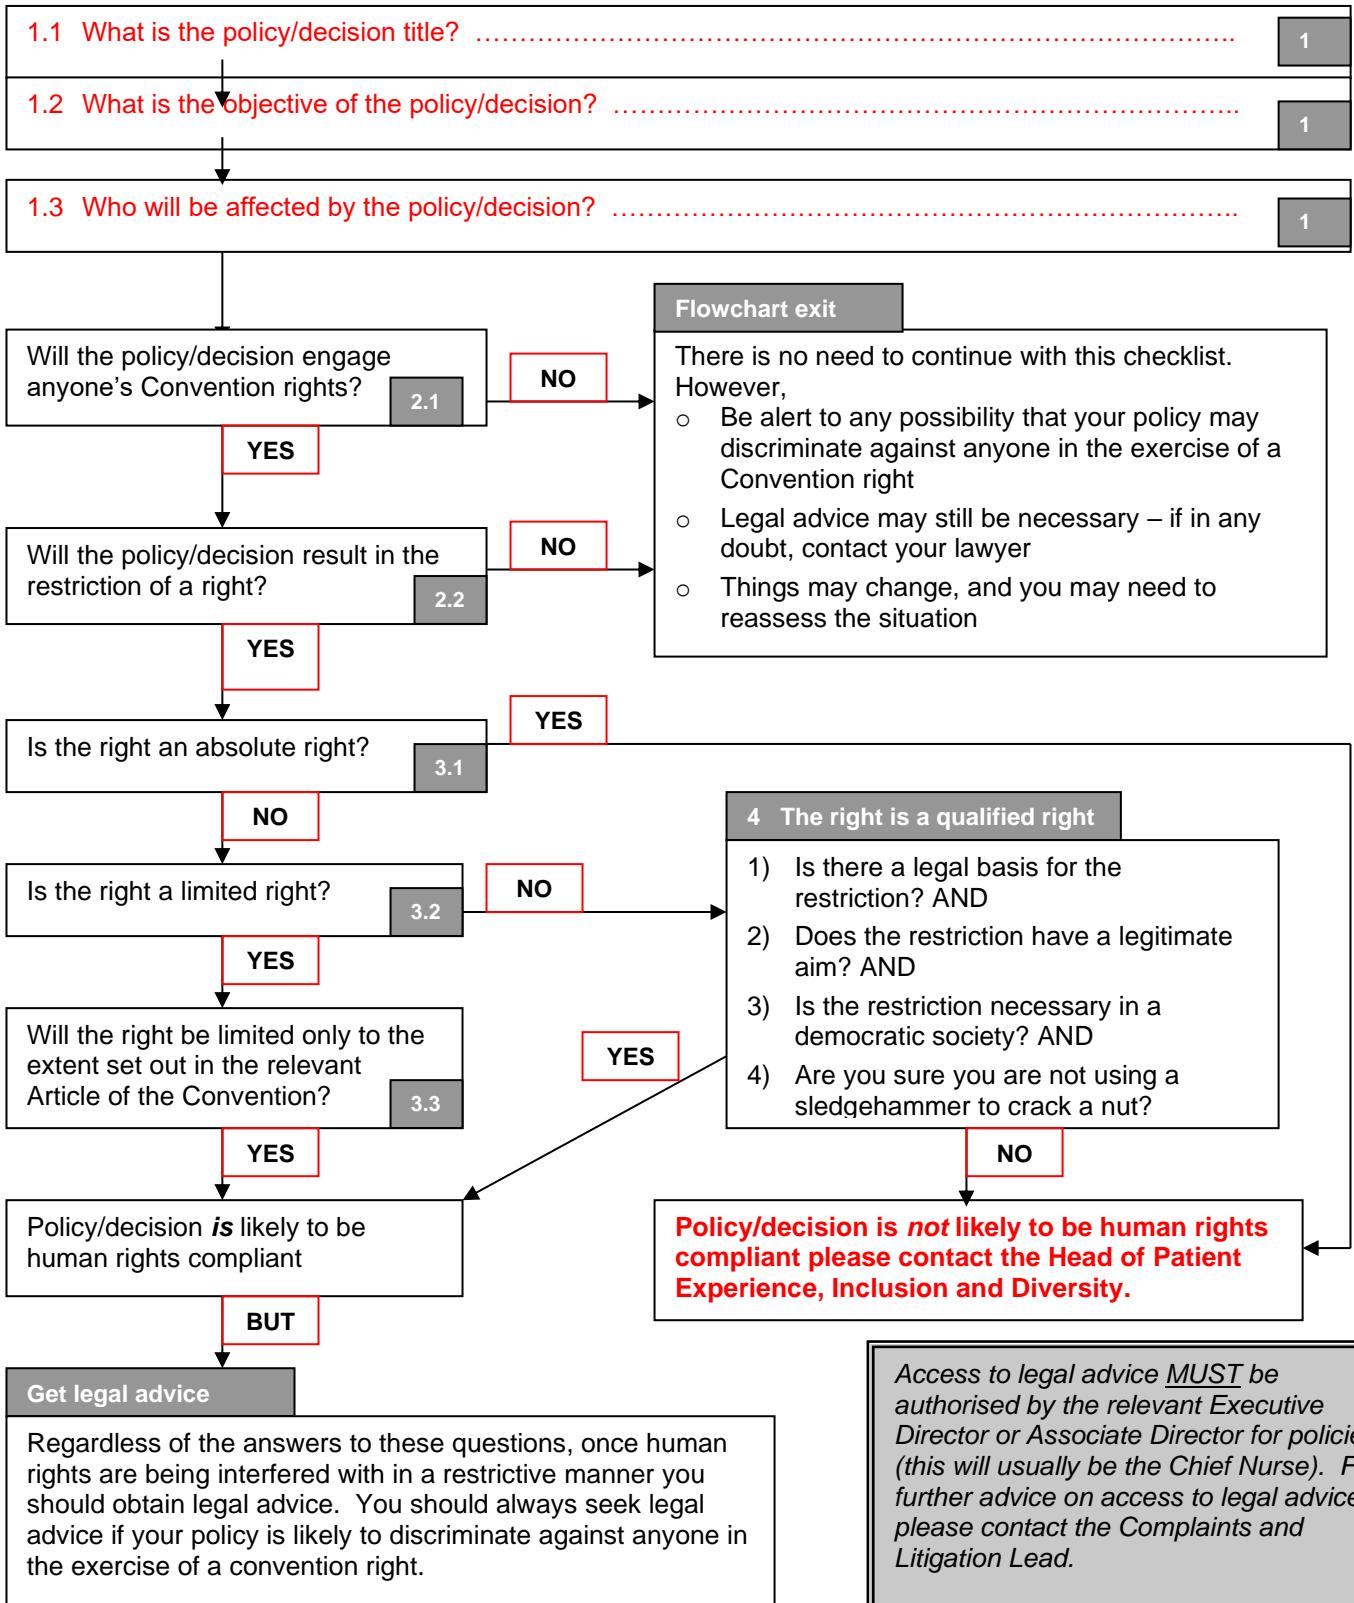 1.1 What is the policy/decision title? …………………………………………………………………………..
1
1.2 What is the objective of the policy/decision? ……………………………………………………………..
1
1.3 Who will be affected by the policy/decision? ……………………………………………………………..
1
Will the policy/decision engage
anyone’s Convention rights?
2.1
NO
YES
Flowchart exit
There is no need to continue with this checklist.
However,
o Be alert to any possibility that your policy may
discriminate against anyone in the exercise of a
Convention right
o Legal advice may still be necessary – if in any
doubt, contact your lawyer
o Things may change, and you may need to
reassess the situation
Will the policy/decision result in the
restriction of a right?
2.2
NO
YES
Is the right an absolute right?
3.1
YES
NO
Is the right a limited right?
3.2
NO
YES
4 The right is a qualified right
1) Is there a legal basis for the
restriction? AND
2) Does the restriction have a legitimate
aim? AND
3) Is the restriction necessary in a
democratic society? AND
4) Are you sure you are not using a
sledgehammer to crack a nut?
YES
NO
Will the right be limited only to the
extent set out in the relevant
Article of the Convention?
3.3
YES
Policy/decision is likely to be
human rights compliant
BUT
Policy/decision is not likely to be human rights
compliant please contact the Head of Patient
Experience, Inclusion and Diversity.
Get legal advice
Regardless of the answers to these questions, once human
rights are being interfered with in a restrictive manner you
should obtain legal advice. You should always seek legal
advice if your policy is likely to discriminate against anyone in
the exercise of a convention right.
Access to legal advice MUST be
authorised by the relevant Executive
Director or Associate Director for
(this will usually be the Chief Nurse).
further advice on access to legal advice
please contact the Complaints and
Litigation Lead.